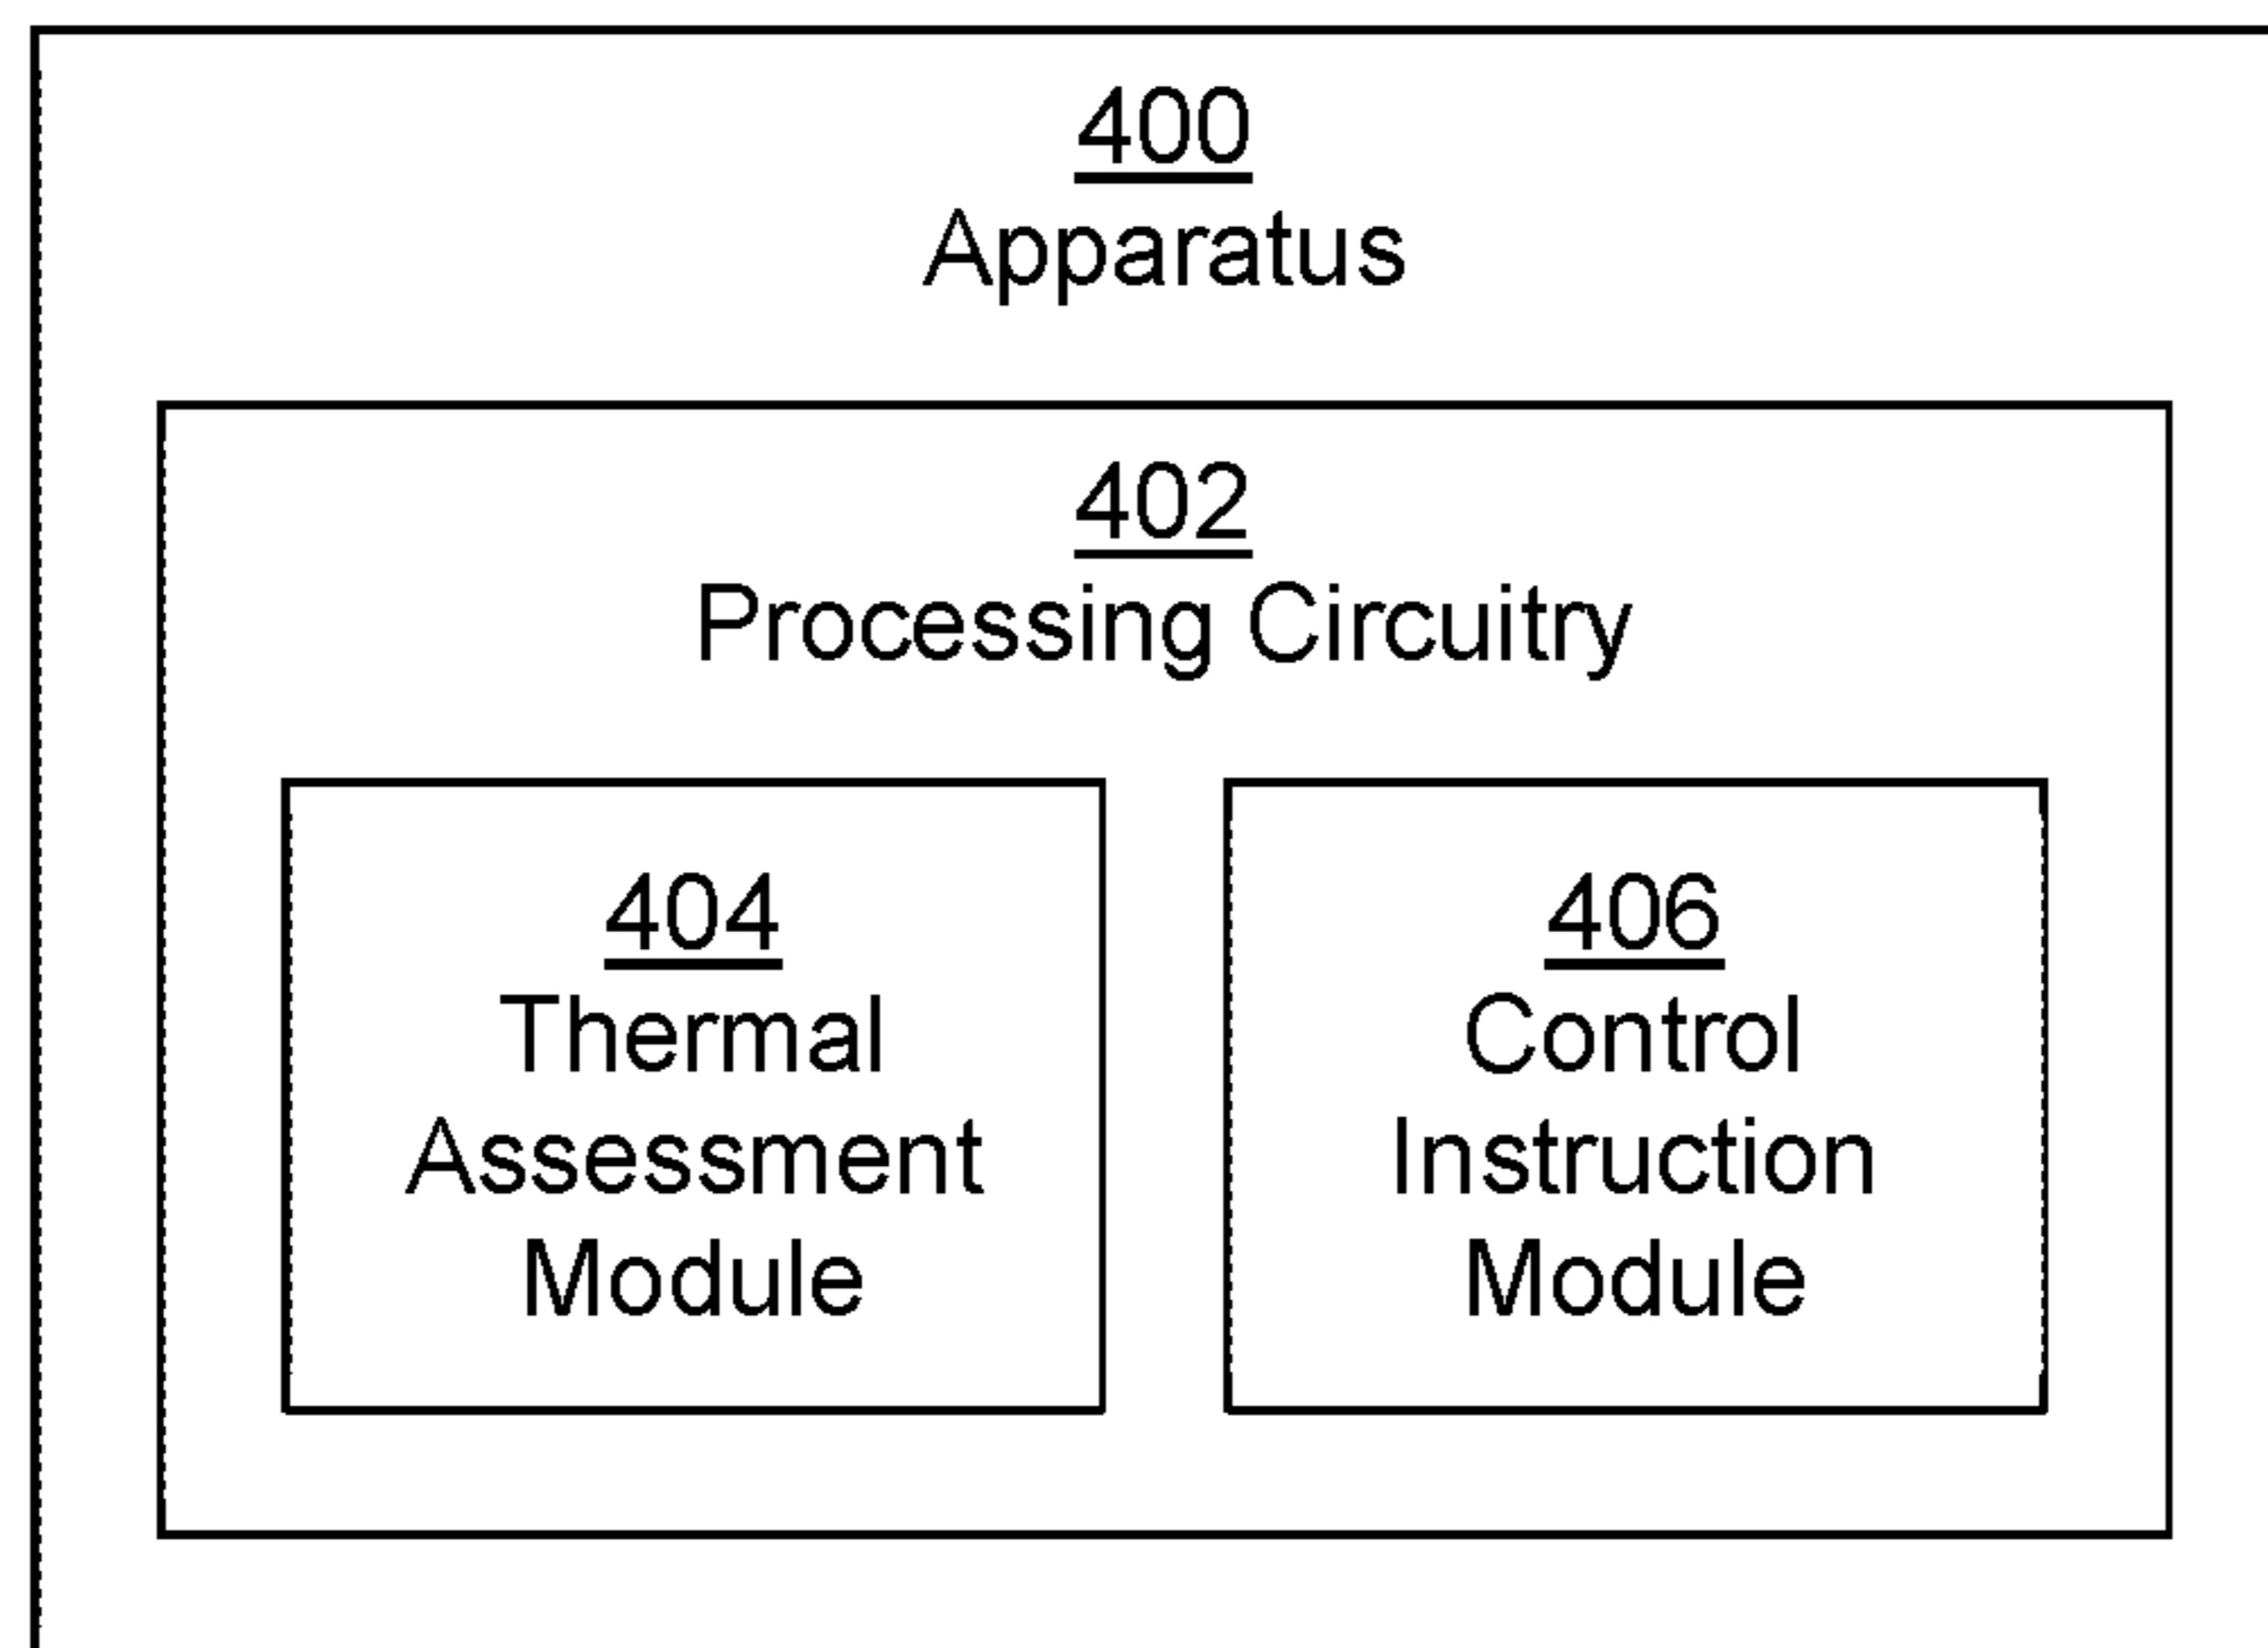 400
Apparatus
402
Processing Circuitry
404
Thermal
Assessment
Module
406
Control
Instruction
Module